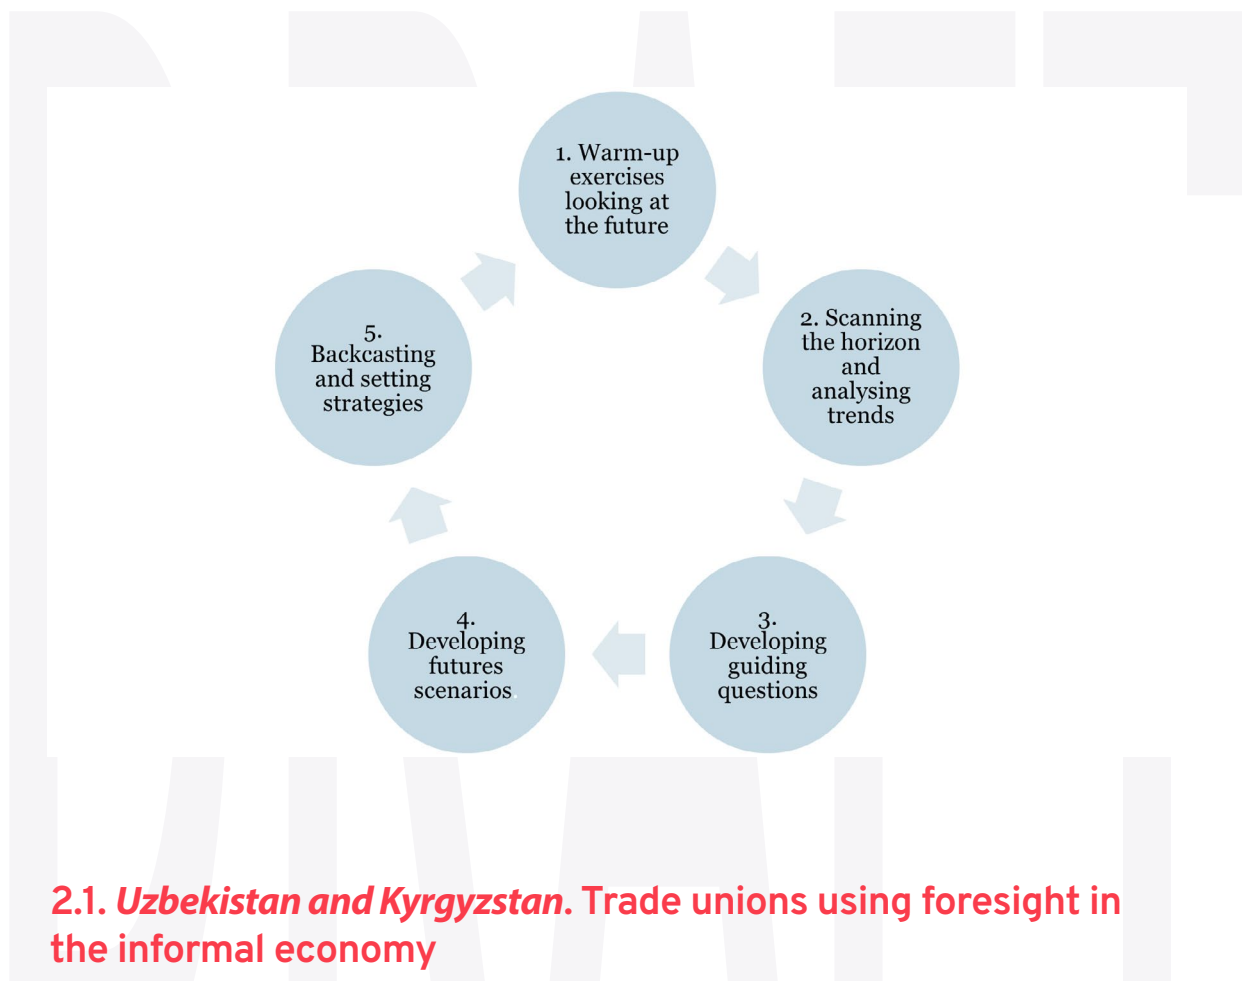 1. Warm-up
exercises
looking at
the future
2. Scanning
the horizon
and
analysing
trends
3.
Developing
guiding
questions
4.
Developing
futures
scenarios.
5.
Backcasting
and setting
strategies
DRAFT
2.1. Uzbekistan and Kyrgyzstan. Trade unions using foresight in
the informal economy